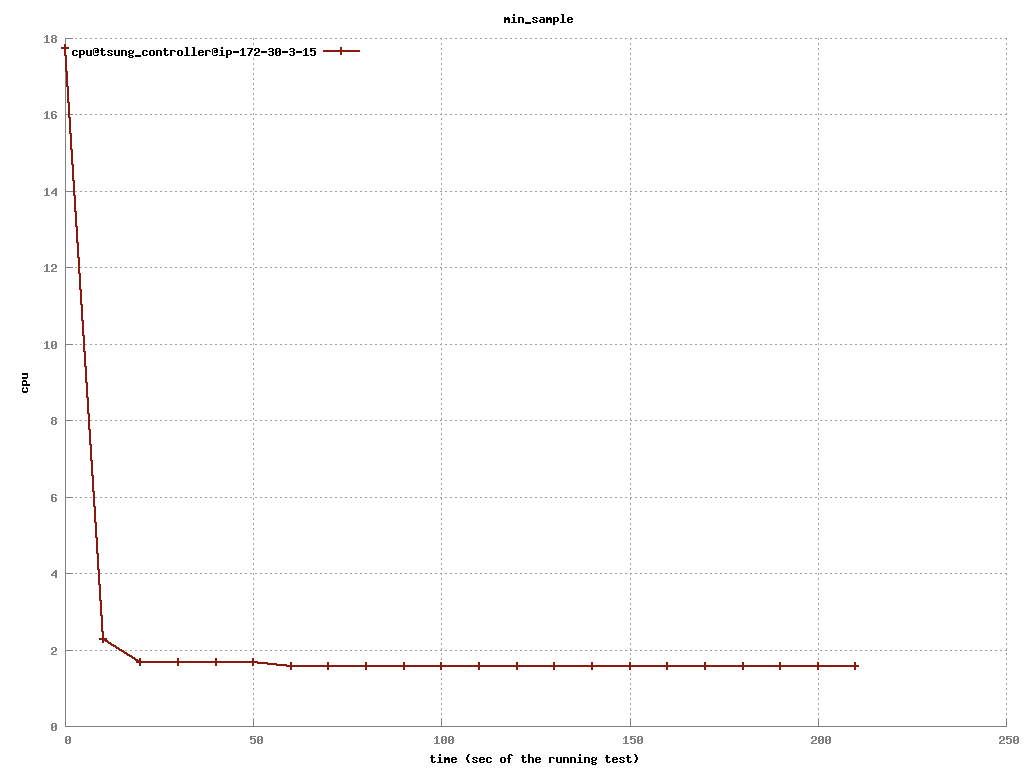 min_sample
18
cpu@tsung_controller@ip-172-30-3-15
16
14
12
10
cpu
8
6
4
2
0
0 50 100 150 200 250
time (sec of the running test)